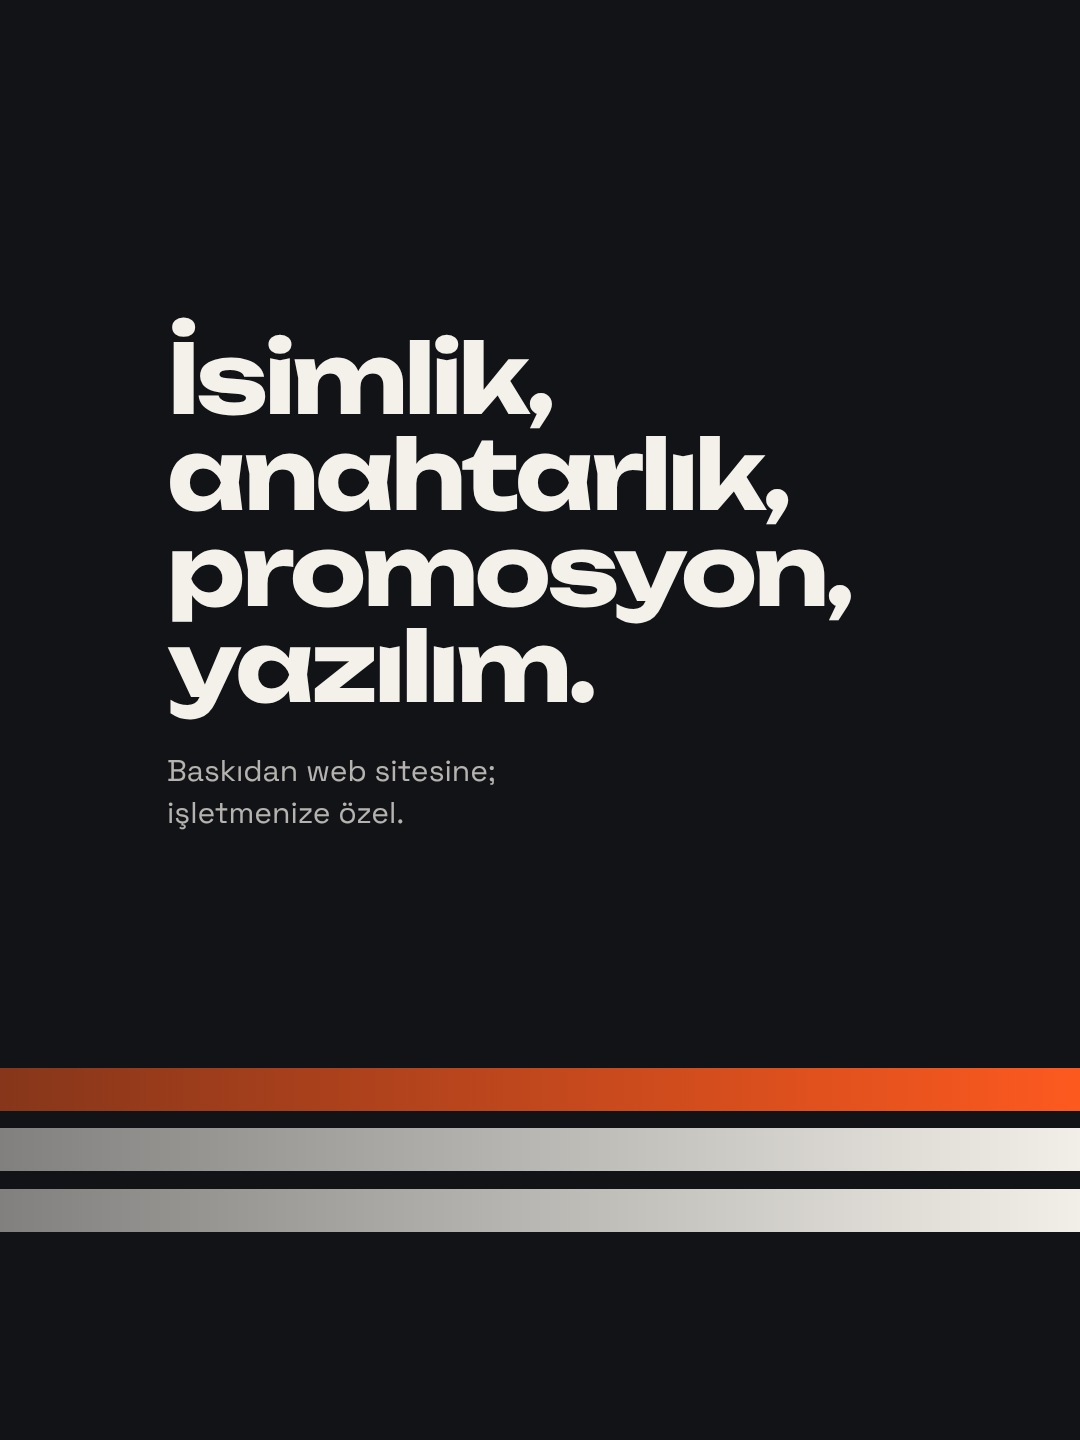 İsimlik,
anahtarlık,
promosyon,
yazılım.
Baskıdan web sitesine;
işletmenize özel.